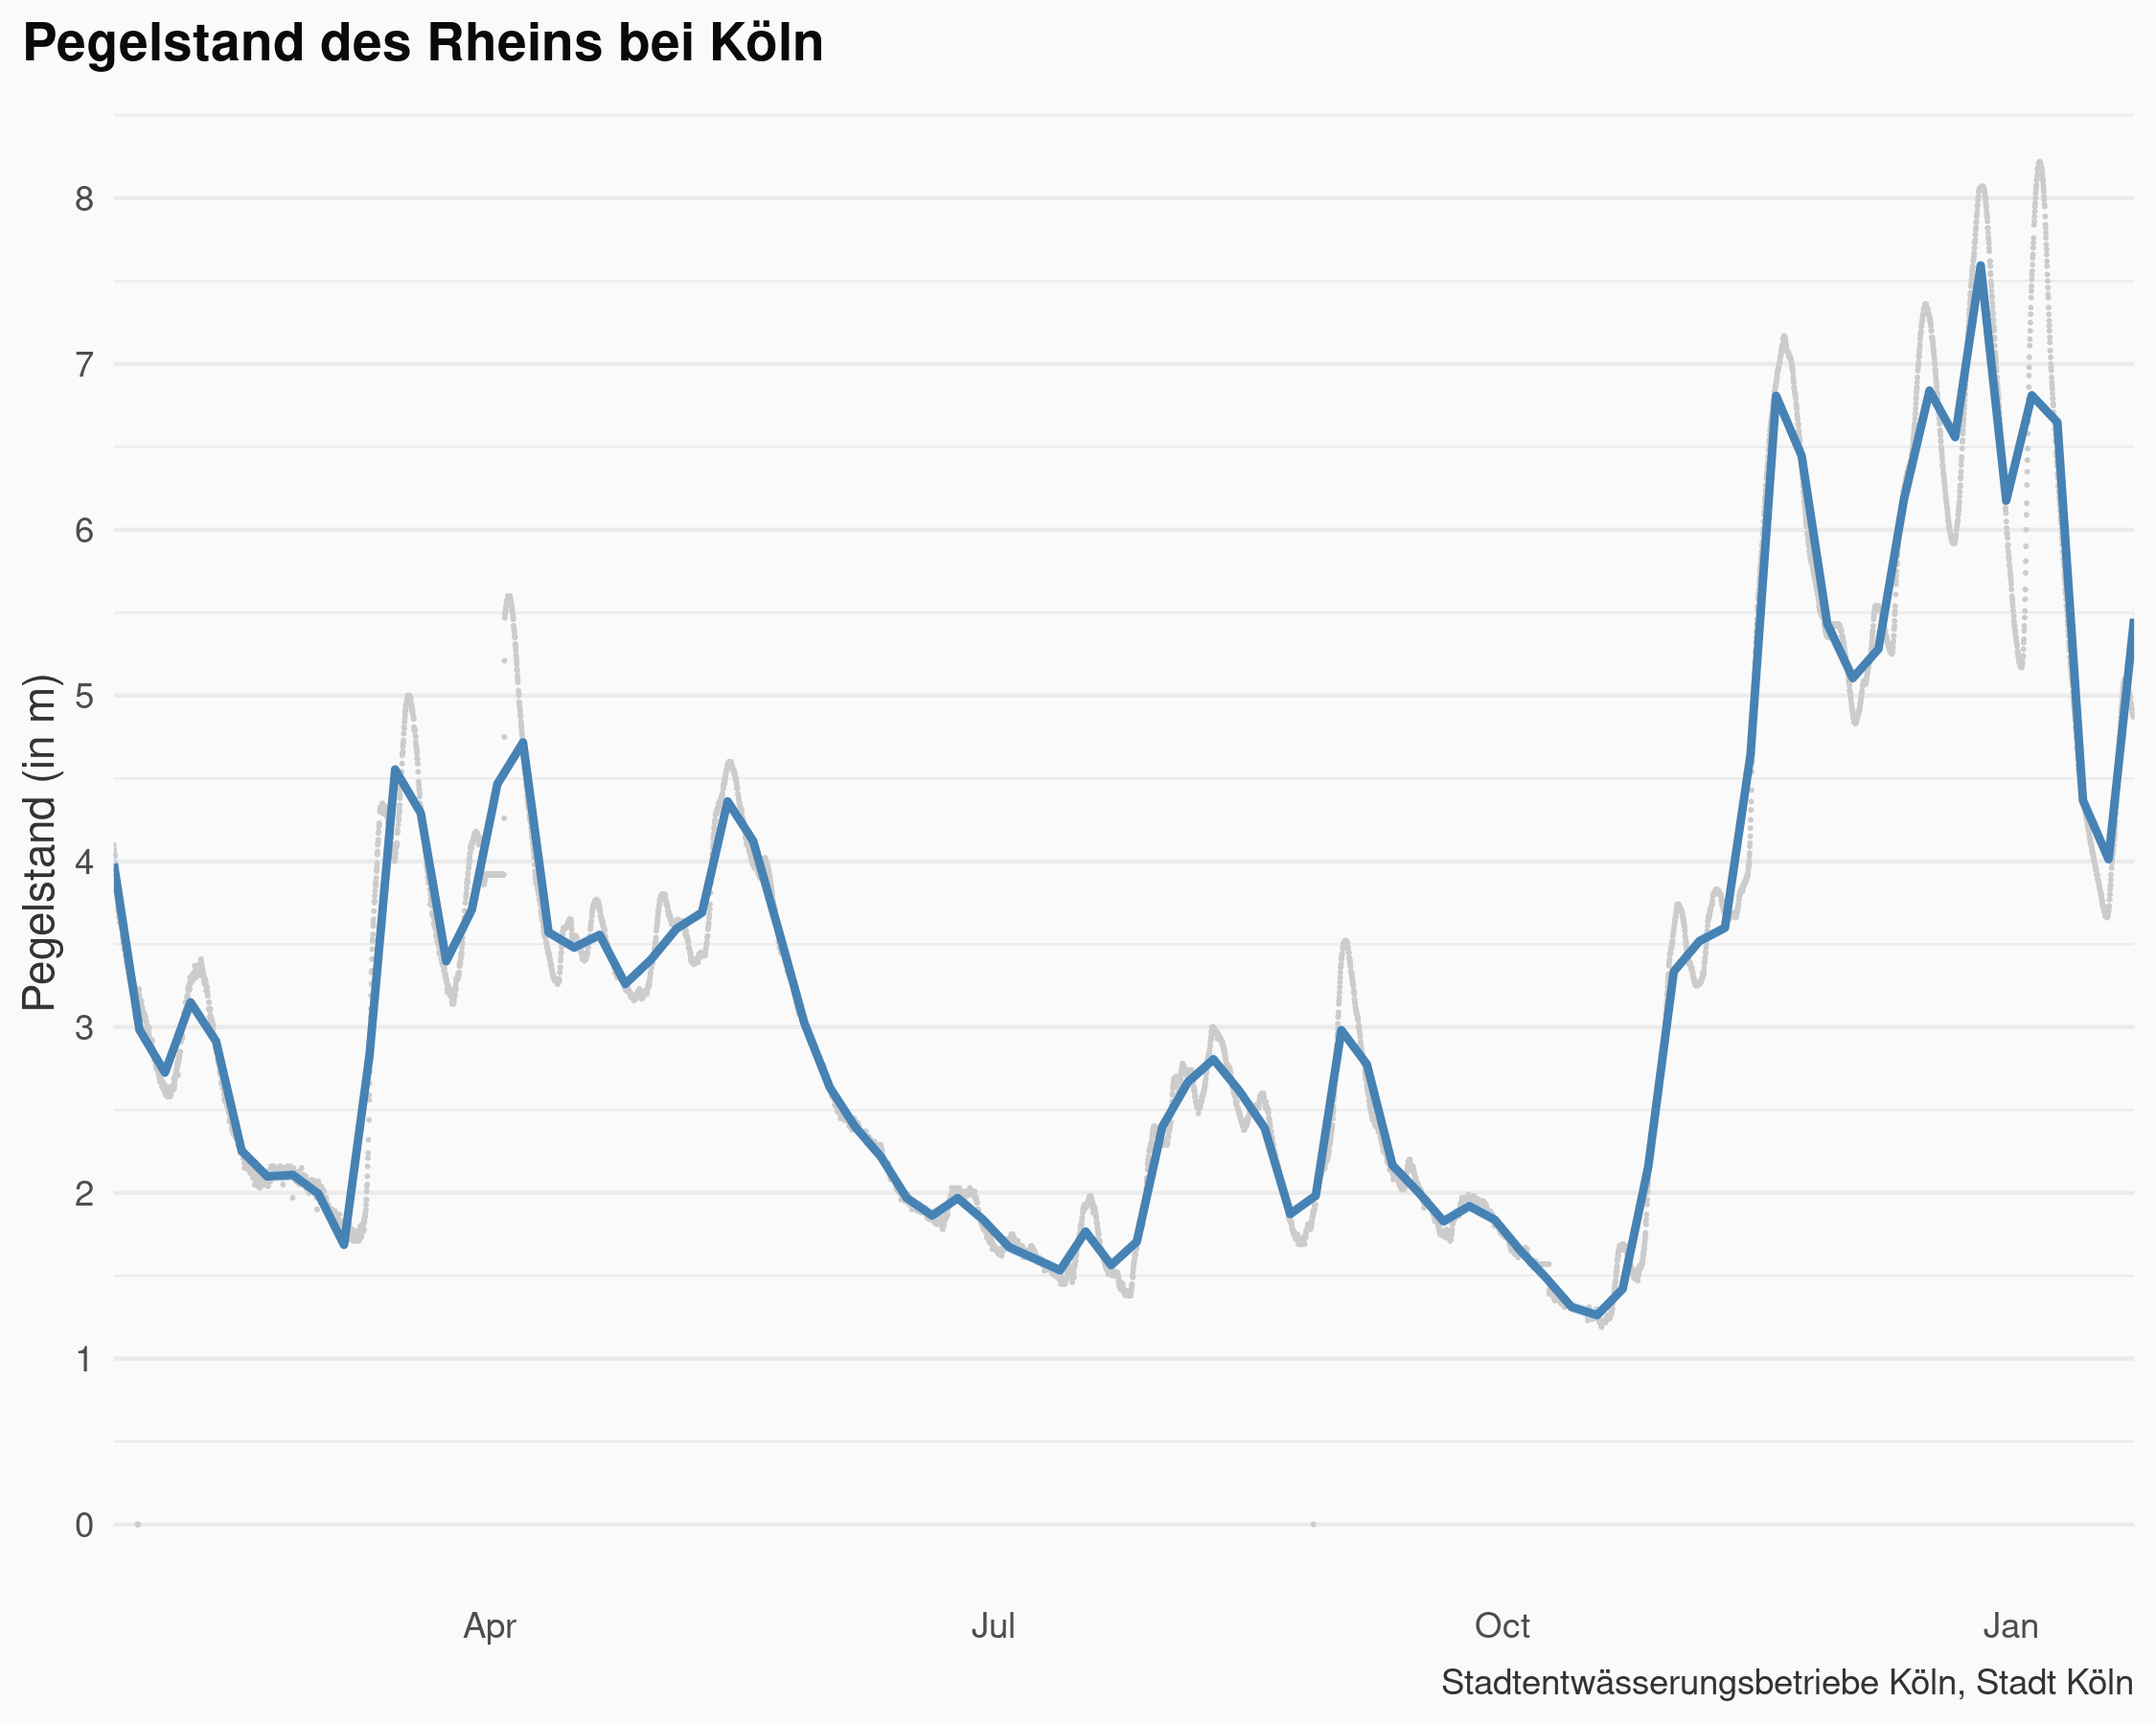 Pegelstand des Rheins bei Köln
Pegelstand (in m)
8
7
6
5
4
3
2
1
0
Apr Jul Oct Jan
Stadtentwässerungsbetriebe Köln, Stadt Köln